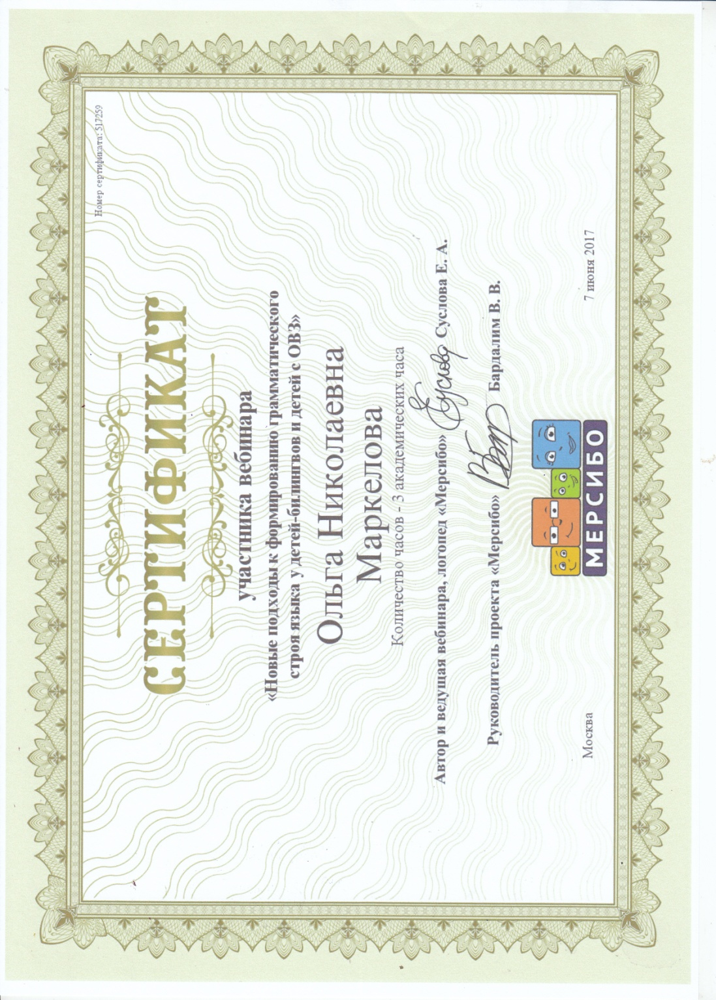 Номер сертификата: 517259
СЕРТИФИКАТ
участника вебинара
«Новые подходы к формированию грамматического
строя языка у детей-билингвов и детей с ОВЗ»
Ольга Николаевна
Маркелова
Количество часов - 3 академических часа
Автор и ведущая вебинара, логопед «Мерсибо» Суслова Суслова Е. А.
Руководитель проекта «Мерсибо» Бардалим В. В.
МЕРСИБО
Москва 7 июня 2017